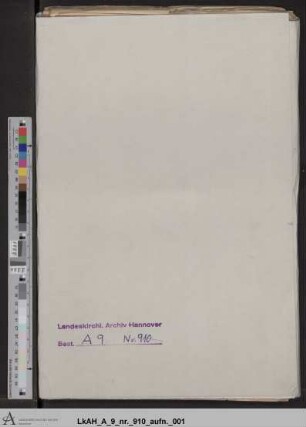 Landeskirchl. Archiv Hannover
Best. A 9 Nr. 910
LkAH_A_9_nr._910_aufn._001